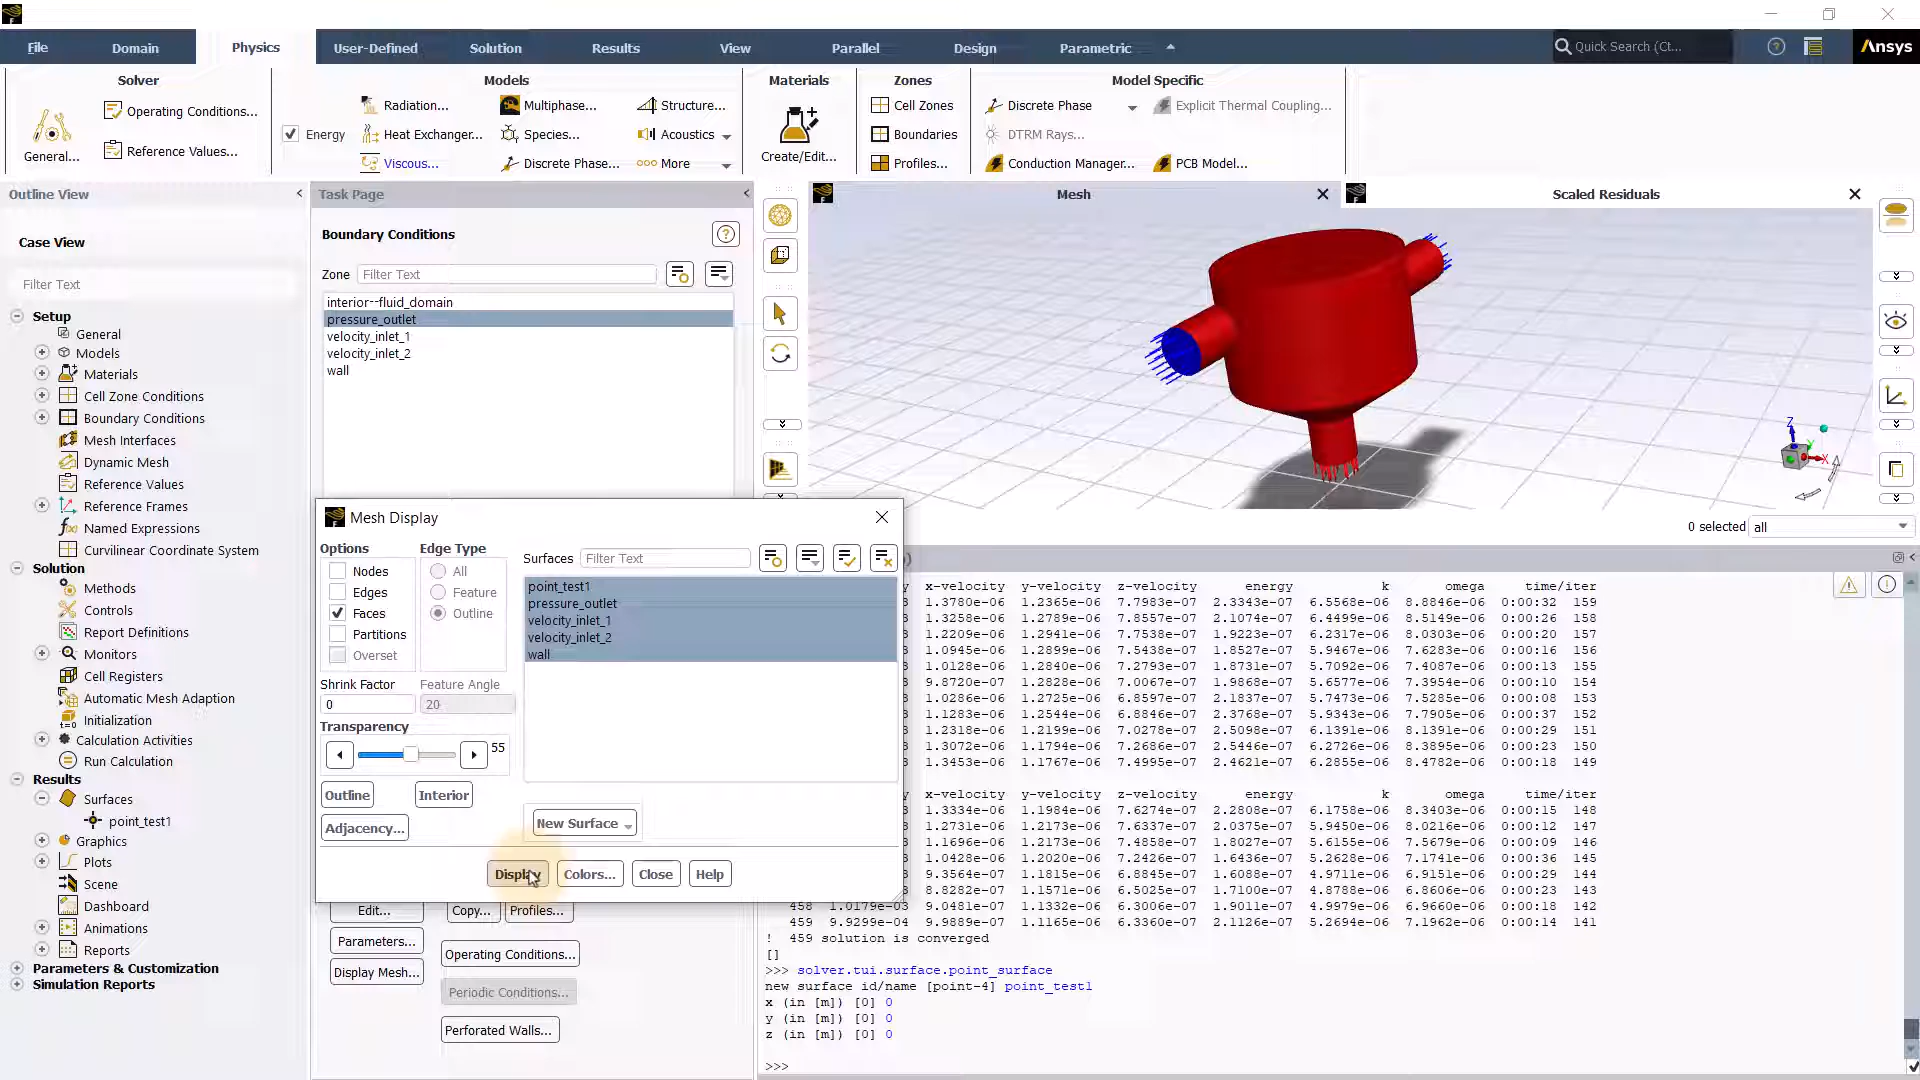 File
Domain
Physics
User-Defined
Solution
Results
View
Parallel
Design
Parametric
Quick Search (Ct...
Ansys
Solver
Models
Materials
Zones
Model Specific
General...
Operating Conditions...
Reference Values...
Energy
Radiation...
Heat Exchanger...
Viscous...
Multiphase...
Species...
Discrete Phase...
Structure...
Acoustics
More
Create/Edit...
Cell Zones
Boundaries
Profiles...
Discrete Phase
DTRM Rays...
Conduction Manager...
Explicit Thermal Coupling...
PCB Model...
Outline View
Case View
Filter Text
Setup
General
Models
Materials
Cell Zone Conditions
Boundary Conditions
Mesh Interfaces
Dynamic Mesh
Reference Values
Reference Frames
Named Expressions
Curvilinear Coordinate System
Solution
Methods
Controls
Report Definitions
Monitors
Cell Registers
Automatic Mesh Adaption
Initialization
Calculation Activities
Run Calculation
Results
Surfaces
point_test1
Graphics
Plots
Scene
Dashboard
Animations
Reports
Parameters & Customization
Simulation Reports
Task Page
Boundary Conditions
Zone Filter Text
interior--fluid_domain
pressure_outlet
velocity_inlet_1
velocity_inlet_2
wall
Mesh
Scaled Residuals
Z
Y
X
0 selected all
Mesh Display
Options
Nodes
Edges
Faces
Partitions
Overset
Edge Type
All
Feature
Outline
Shrink Factor
0
Feature Angle
20
Transparency
55
Outline
Interior
Adjacency...
Surfaces Filter Text
point_test1
pressure_outlet
velocity_inlet_1
velocity_inlet_2
wall
New Surface
Display
Colors...
Close
Help
Edit...
Copy...
Profiles...
Parameters...
Operating Conditions...
Display Mesh...
Periodic Conditions...
Perforated Walls...
y x-velocity y-velocity z-velocity energy k omega time/iter
3 1.3780e-06 1.2365e-06 7.7983e-07 2.3343e-07 6.5568e-06 8.8846e-06 0:00:32 159
3 1.3258e-06 1.2789e-06 7.8557e-07 2.1074e-07 6.4499e-06 8.5149e-06 0:00:26 158
3 1.2209e-06 1.2941e-06 7.7538e-07 1.9223e-07 6.2317e-06 8.0303e-06 0:00:20 157
3 1.0945e-06 1.2899e-06 7.5438e-07 1.8527e-07 5.9467e-06 7.6283e-06 0:00:16 156
3 1.0128e-06 1.2840e-06 7.2793e-07 1.8731e-07 5.7092e-06 7.4087e-06 0:00:13 155
3 9.8720e-07 1.2828e-06 7.0067e-07 1.9868e-07 5.6577e-06 7.3954e-06 0:00:10 154
3 1.0286e-06 1.2725e-06 6.8597e-07 2.1837e-07 5.7473e-06 7.5285e-06 0:00:08 153
3 1.1283e-06 1.2544e-06 6.8846e-07 2.3768e-07 5.9343e-06 7.7905e-06 0:00:37 152
3 1.2318e-06 1.2199e-06 7.0278e-07 2.5098e-07 6.1391e-06 8.1391e-06 0:00:29 151
3 1.3072e-06 1.1794e-06 7.2686e-07 2.5446e-07 6.2726e-06 8.3895e-06 0:00:23 150
3 1.3453e-06 1.1767e-06 7.4995e-07 2.4621e-07 6.2855e-06 8.4782e-06 0:00:18 149
y x-velocity y-velocity z-velocity energy k omega time/iter
3 1.3334e-06 1.1984e-06 7.6274e-07 2.2808e-07 6.1758e-06 8.3403e-06 0:00:15 148
3 1.2731e-06 1.2173e-06 7.6337e-07 2.0375e-07 5.9450e-06 8.0216e-06 0:00:12 147
3 1.1696e-06 1.2173e-06 7.4858e-07 1.8027e-07 5.6155e-06 7.5679e-06 0:00:09 146
3 1.0428e-06 1.2020e-06 7.2426e-07 1.6436e-07 5.2628e-06 7.1741e-06 0:00:36 145
3 9.3564e-07 1.1815e-06 6.8845e-07 1.6088e-07 4.9711e-06 6.9151e-06 0:00:29 144
3 8.8282e-07 1.1571e-06 6.5025e-07 1.7100e-07 4.8788e-06 6.8606e-06 0:00:23 143
458 1.0179e-03 9.0481e-07 1.1332e-06 6.3006e-07 1.9011e-07 4.9979e-06 6.9660e-06 0:00:18 142
459 9.9299e-04 9.9889e-07 1.1165e-06 6.3360e-07 2.1126e-07 5.2694e-06 7.1962e-06 0:00:14 141
! 459 solution is converged
[]
>>> solver.tui.surface.point_surface
new surface id/name [point-4] point_test1
x (in [m]) [0] 0
y (in [m]) [0] 0
z (in [m]) [0] 0
>>>